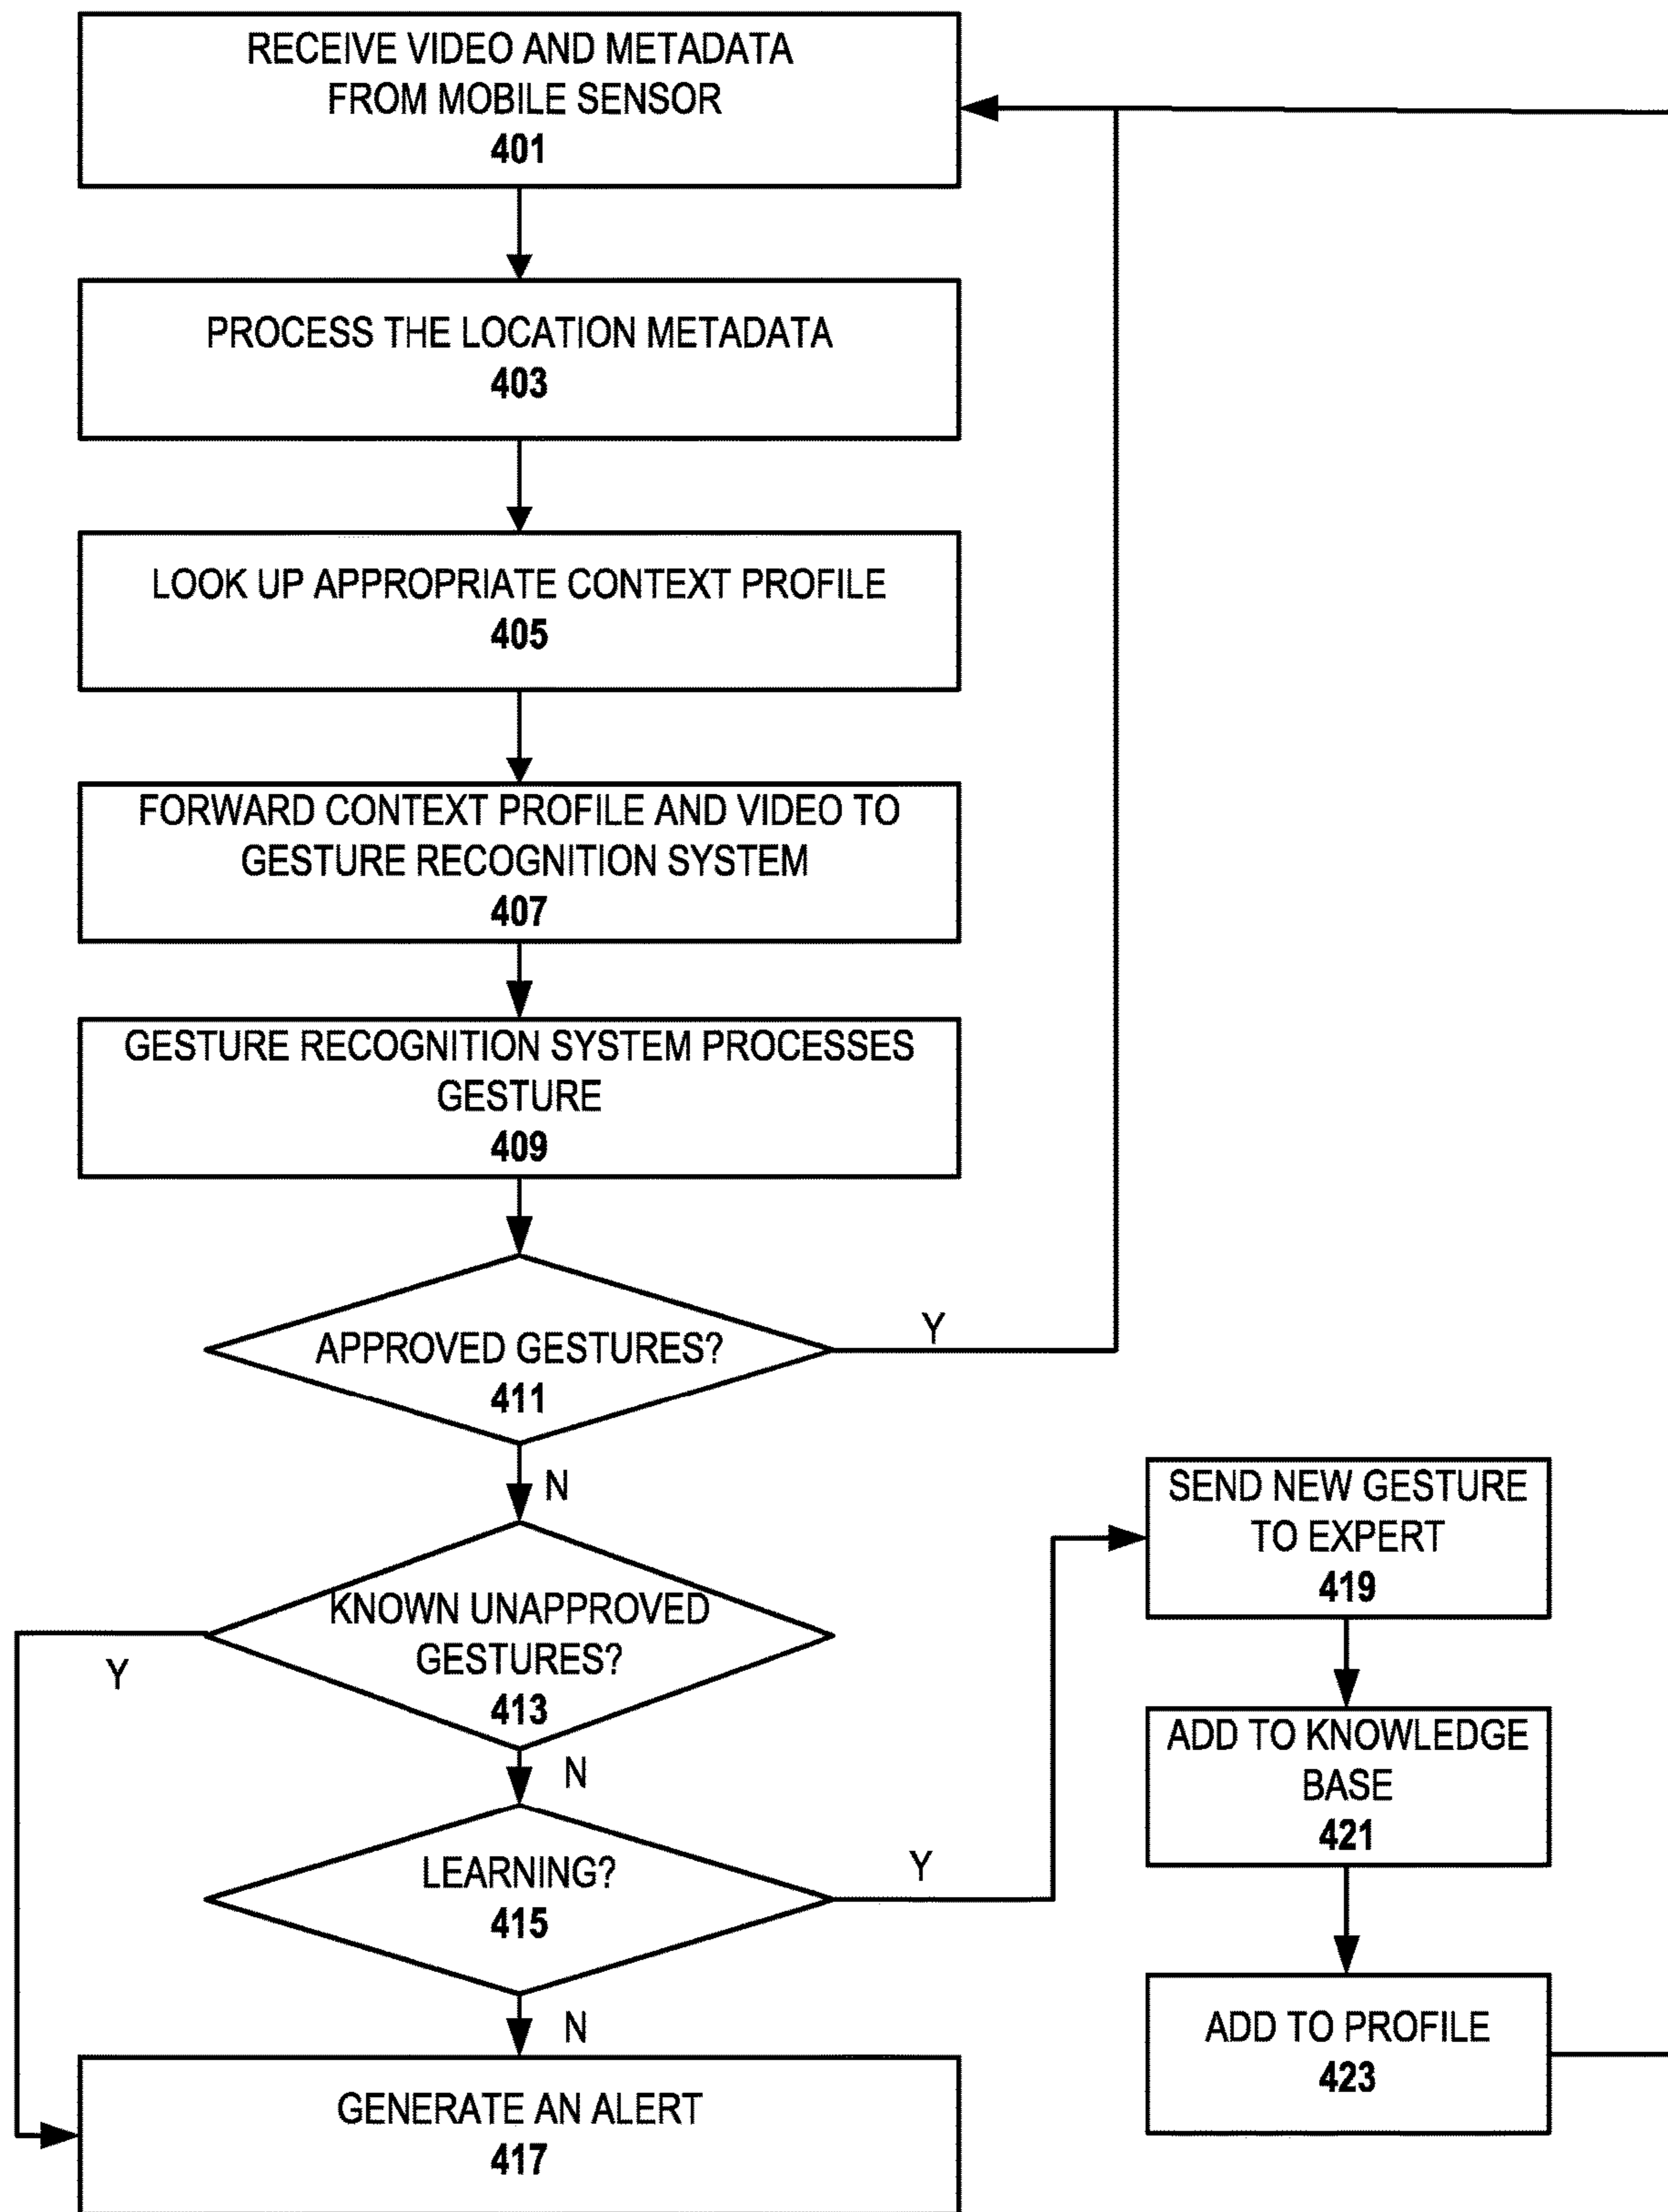 RECEIVE VIDEO AND METADATA
FROM MOBILE SENSOR
401
PROCESS THE LOCATION METADATA
403
LOOK UP APPROPRIATE CONTEXT PROFILE
405
FORWARD CONTEXT PROFILE AND VIDEO TO
GESTURE RECOGNITION SYSTEM
407
GESTURE RECOGNITION SYSTEM PROCESSES
GESTURE
409
APPROVED GESTURES?
411
Y
N
KNOWN UNAPPROVED
GESTURES?
413
Y
N
LEARNING?
415
Y
N
GENERATE AN ALERT
417
SEND NEW GESTURE
TO EXPERT
419
ADD TO KNOWLEDGE
BASE
421
ADD TO PROFILE
423